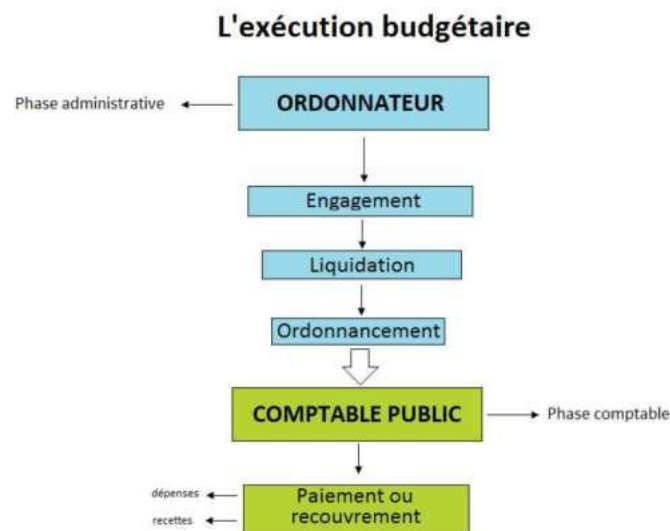 L'exécution budgétaire
Phase administrative
ORDONNATEUR
Engagement
Liquidation
Ordonnancement
COMPTABLE PUBLIC
Phase comptable
dépenses
recettes
Paiement ou
recouvrement